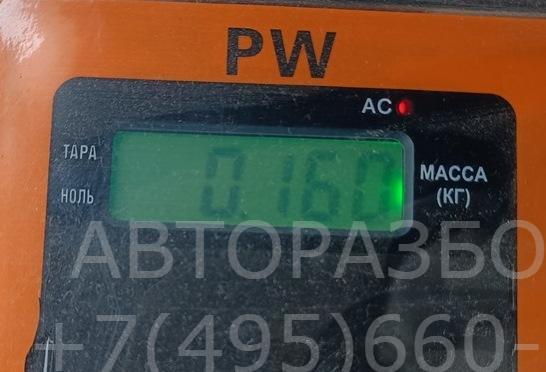 PW
AC
ТАРА
НОЛЬ
0.160
МАССА
(КГ)
АВТОРАЗБО
+7(495)660-